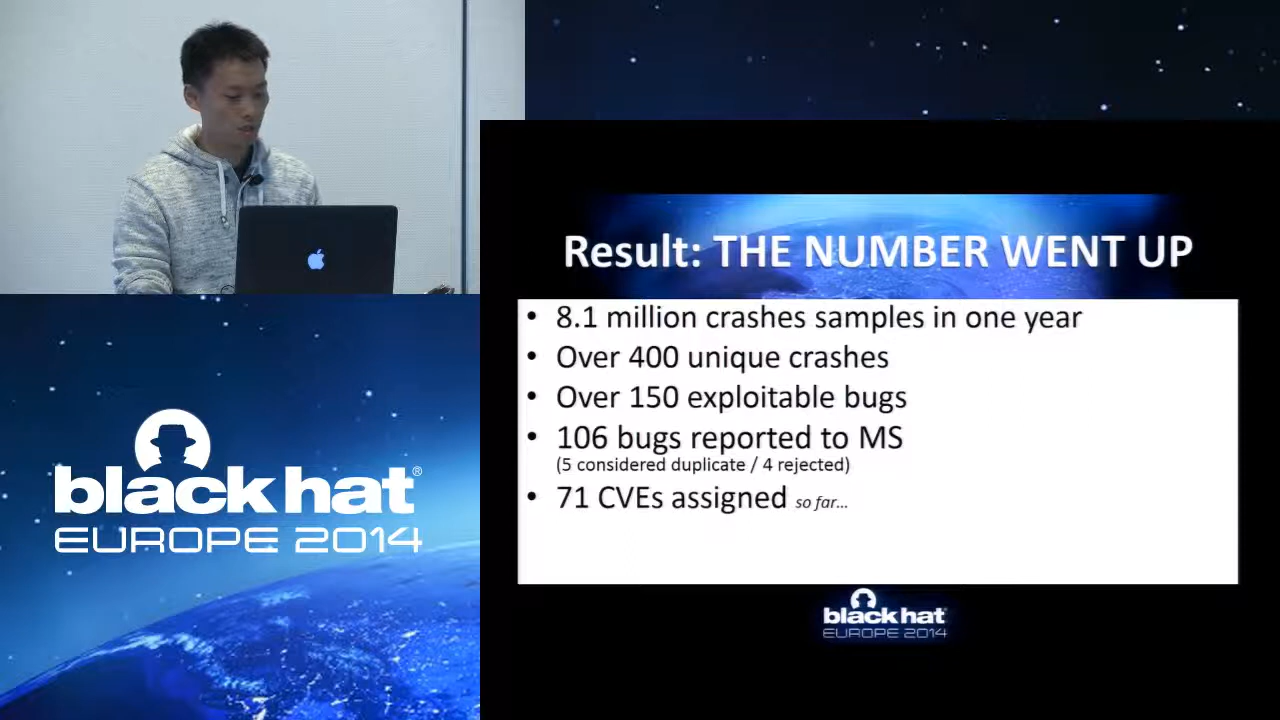 Result: THE NUMBER WENT UP
• 8.1 million crashes samples in one year
• Over 400 unique crashes
• Over 150 exploitable bugs
• 106 bugs reported to MS
(5 considered duplicate / 4 rejected)
• 71 CVEs assigned so far...
black hat®
EUROPE 2014
black hat
EUROPE 2014